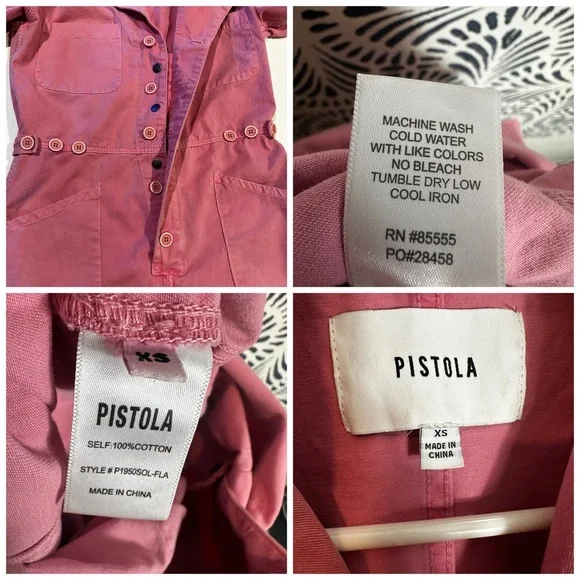 MACHINE WASH
COLD WATER
WITH LIKE COLORS
NO BLEACH
TUMBLE DRY LOW
COOL IRON
RN #85555
PO#28458
XS
PISTOLA
SELF:100%COTTON
STYLE # P1950SOL-FLA
MADE IN CHINA
PISTOLA
XS
MADE IN
CHINA